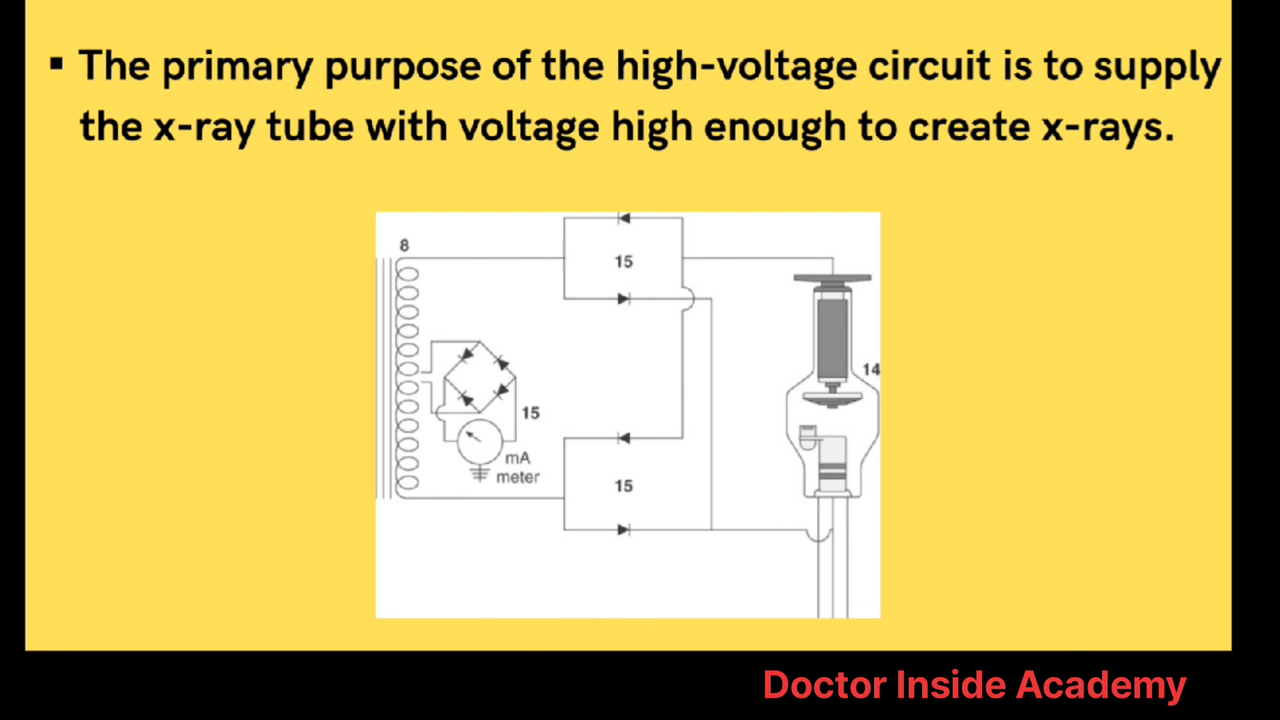 ▪ The primary purpose of the high-voltage circuit is to supply
the x-ray tube with voltage high enough to create x-rays.
8
15
14
15
mA
meter
15
Doctor Inside Academy